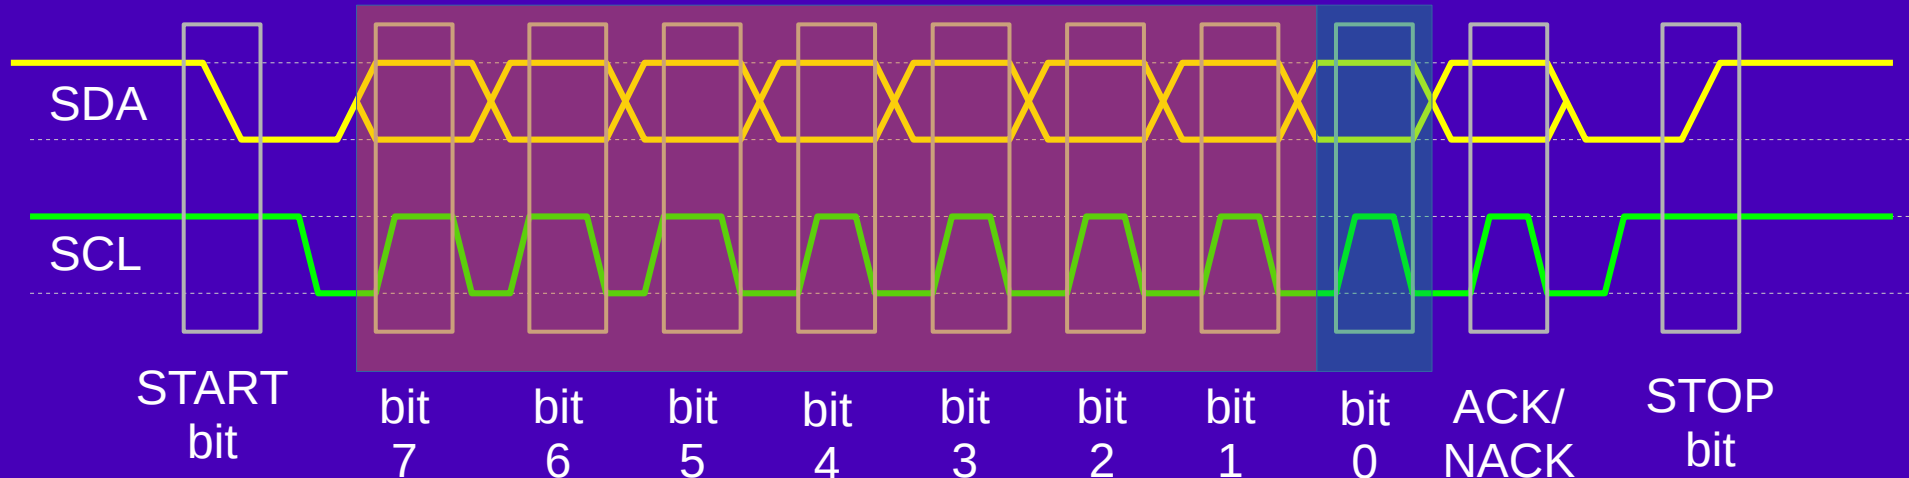 SDA
SCL
START
bit
bit
7
bit
6
bit
5
bit
4
bit
3
bit
2
bit
1
bit
0
ACK/
NACK
STOP
bit